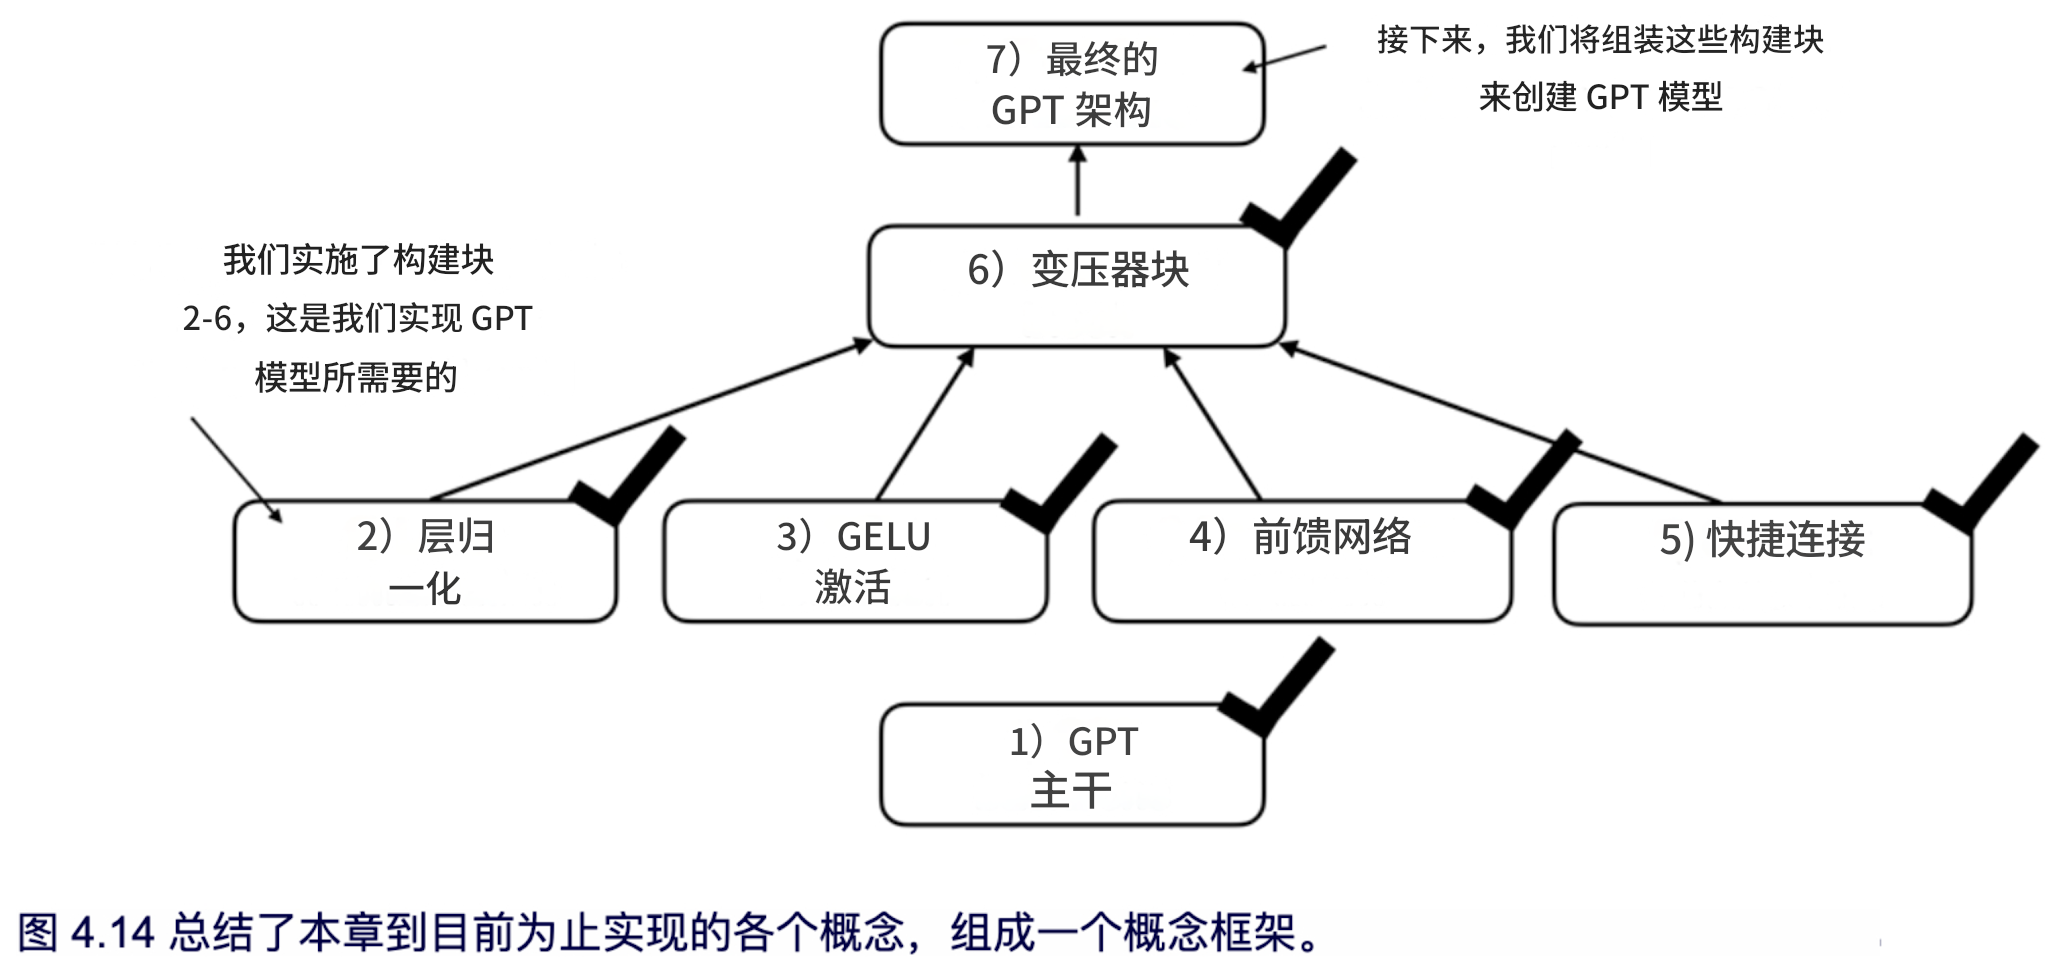 7）最终的
GPT 架构
接下来，我们将组装这些构建块
来创建 GPT 模型
我们实施了构建块
2-6，这是我们实现 GPT
模型所需要的
6）变压器块
2）层归
一化
3）GELU
激活
4）前馈网络
5) 快捷连接
1）GPT
主干
图 4.14 总结了本章到目前为止实现的各个概念，组成一个概念框架。